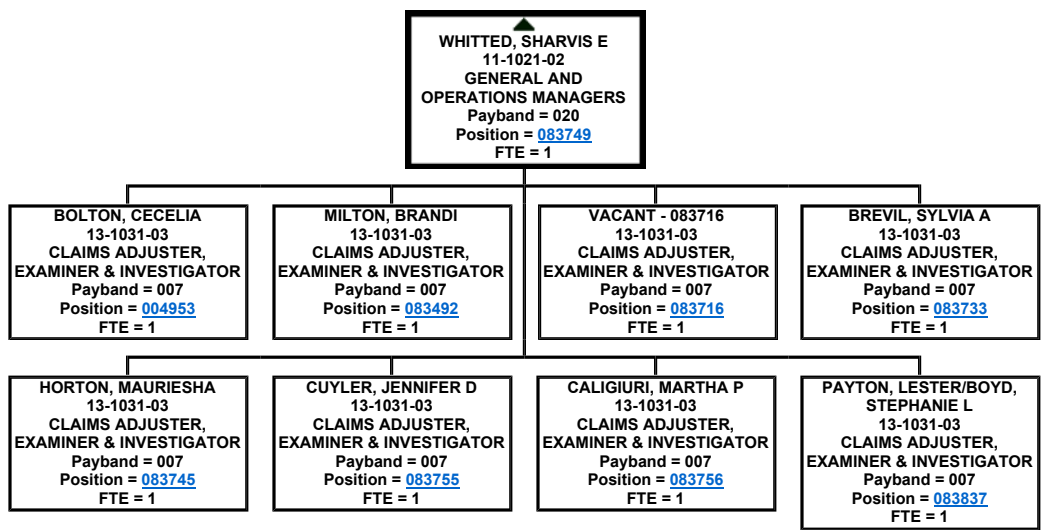 WHITTED, SHARVIS E
11-1021-02
GENERAL AND
OPERATIONS MANAGERS
Payband = 020
Position = 083749
FTE = 1
BOLTON, CECELIA
13-1031-03
CLAIMS ADJUSTER,
EXAMINER & INVESTIGATOR
Payband = 007
Position = 004953
FTE = 1
MILTON, BRANDI
13-1031-03
CLAIMS ADJUSTER,
EXAMINER & INVESTIGATOR
Payband = 007
Position = 083492
FTE = 1
VACANT - 083716
13-1031-03
CLAIMS ADJUSTER,
EXAMINER & INVESTIGATOR
Payband = 007
Position = 083716
FTE = 1
BREVIL, SYLVIA A
13-1031-03
CLAIMS ADJUSTER,
EXAMINER & INVESTIGATOR
Payband = 007
Position = 083733
FTE = 1
HORTON, MAURIESHA
13-1031-03
CLAIMS ADJUSTER,
EXAMINER & INVESTIGATOR
Payband = 007
Position = 083745
FTE = 1
CUYLER, JENNIFER D
13-1031-03
CLAIMS ADJUSTER,
EXAMINER & INVESTIGATOR
Payband = 007
Position = 083755
FTE = 1
CALIGIURI, MARTHA P
13-1031-03
CLAIMS ADJUSTER,
EXAMINER & INVESTIGATOR
Payband = 007
Position = 083756
FTE = 1
PAYTON, LESTER/BOYD,
STEPHANIE L
13-1031-03
CLAIMS ADJUSTER,
EXAMINER & INVESTIGATOR
Payband = 007
Position = 083837
FTE = 1